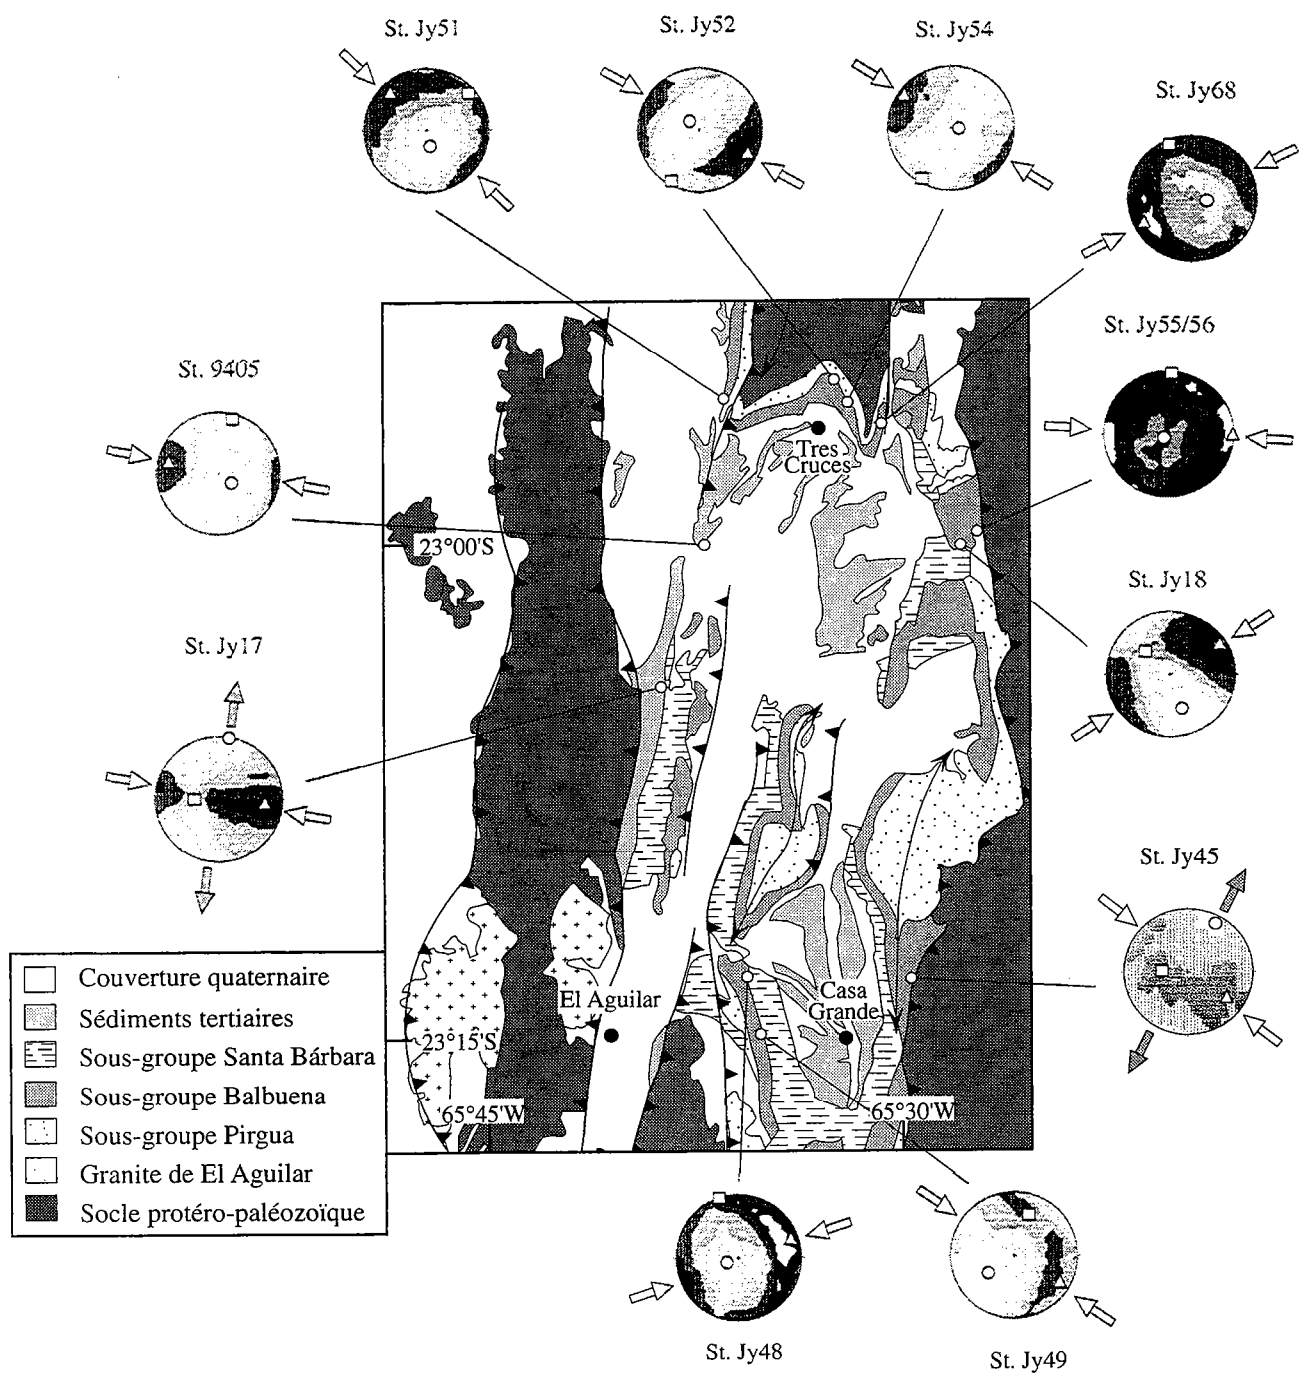 St. Jy51
St. Jy52
St. Jy54
St. Jy68
St. Jy55/56
St. 9405
Tres
Cruces
23°00'S
St. Jy18
St. Jy17
St. Jy45
Couverture quaternaire
Sédiments tertiaires
Sous-groupe Santa Bárbara
Sous-groupe Balbuena
Sous-groupe Pirgua
Granite de El Aguilar
Socle protéro-paléozoïque
El Aguilar
Casa
Grande
23°15'S
65°45'W
65°30'W
St. Jy48
St. Jy49